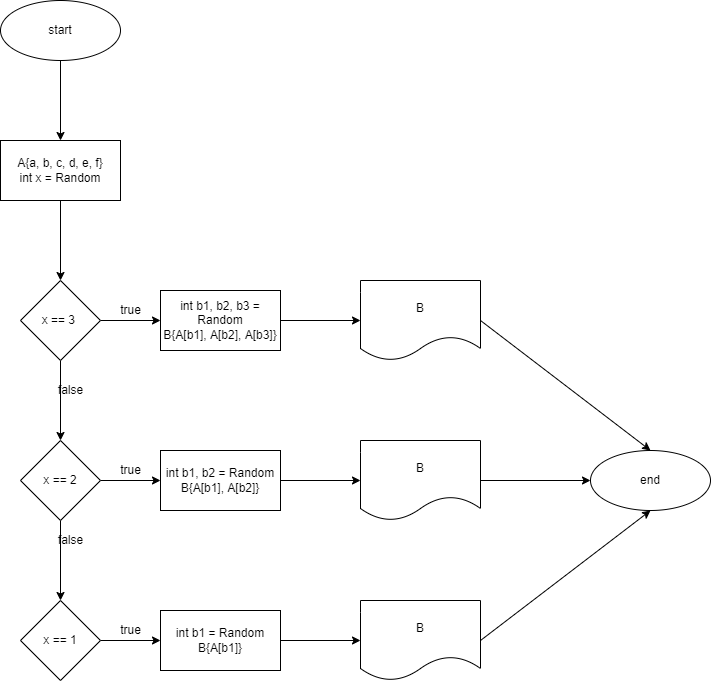 start
A{a, b, c, d, e, f}
int x = Random
x == 3
true
int b1, b2, b3 =
Random
B{A[b1], A[b2], A[b3]}
B
false
x == 2
true
int b1, b2 = Random
B{A[b1], A[b2]}
B
end
false
x == 1
true
int b1 = Random
B{A[b1]}
B